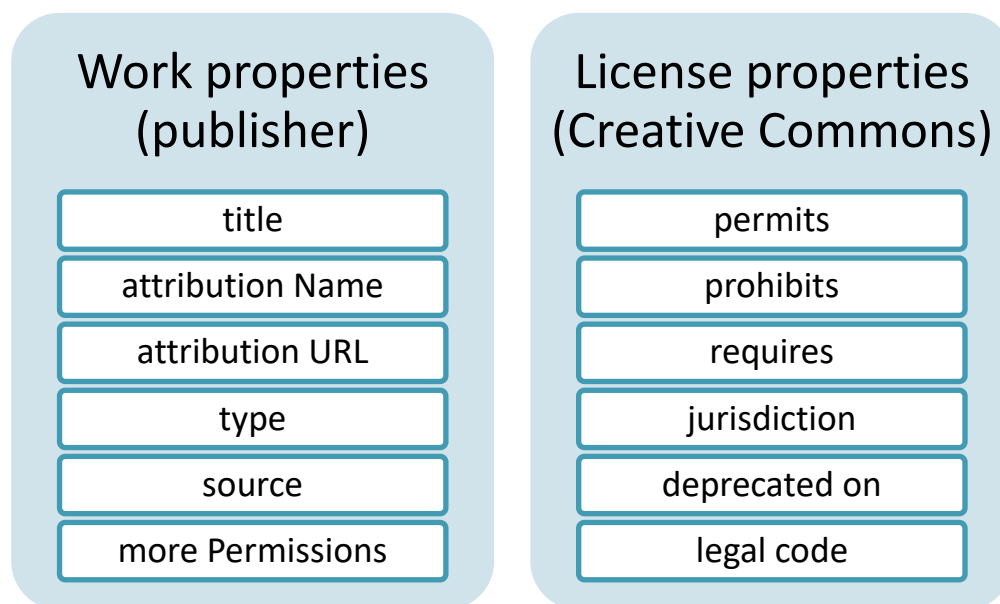 Work properties
(publisher)
title
attribution Name
attribution URL
type
source
more Permissions
License properties
(Creative Commons)
permits
prohibits
requires
jurisdiction
deprecated on
legal code